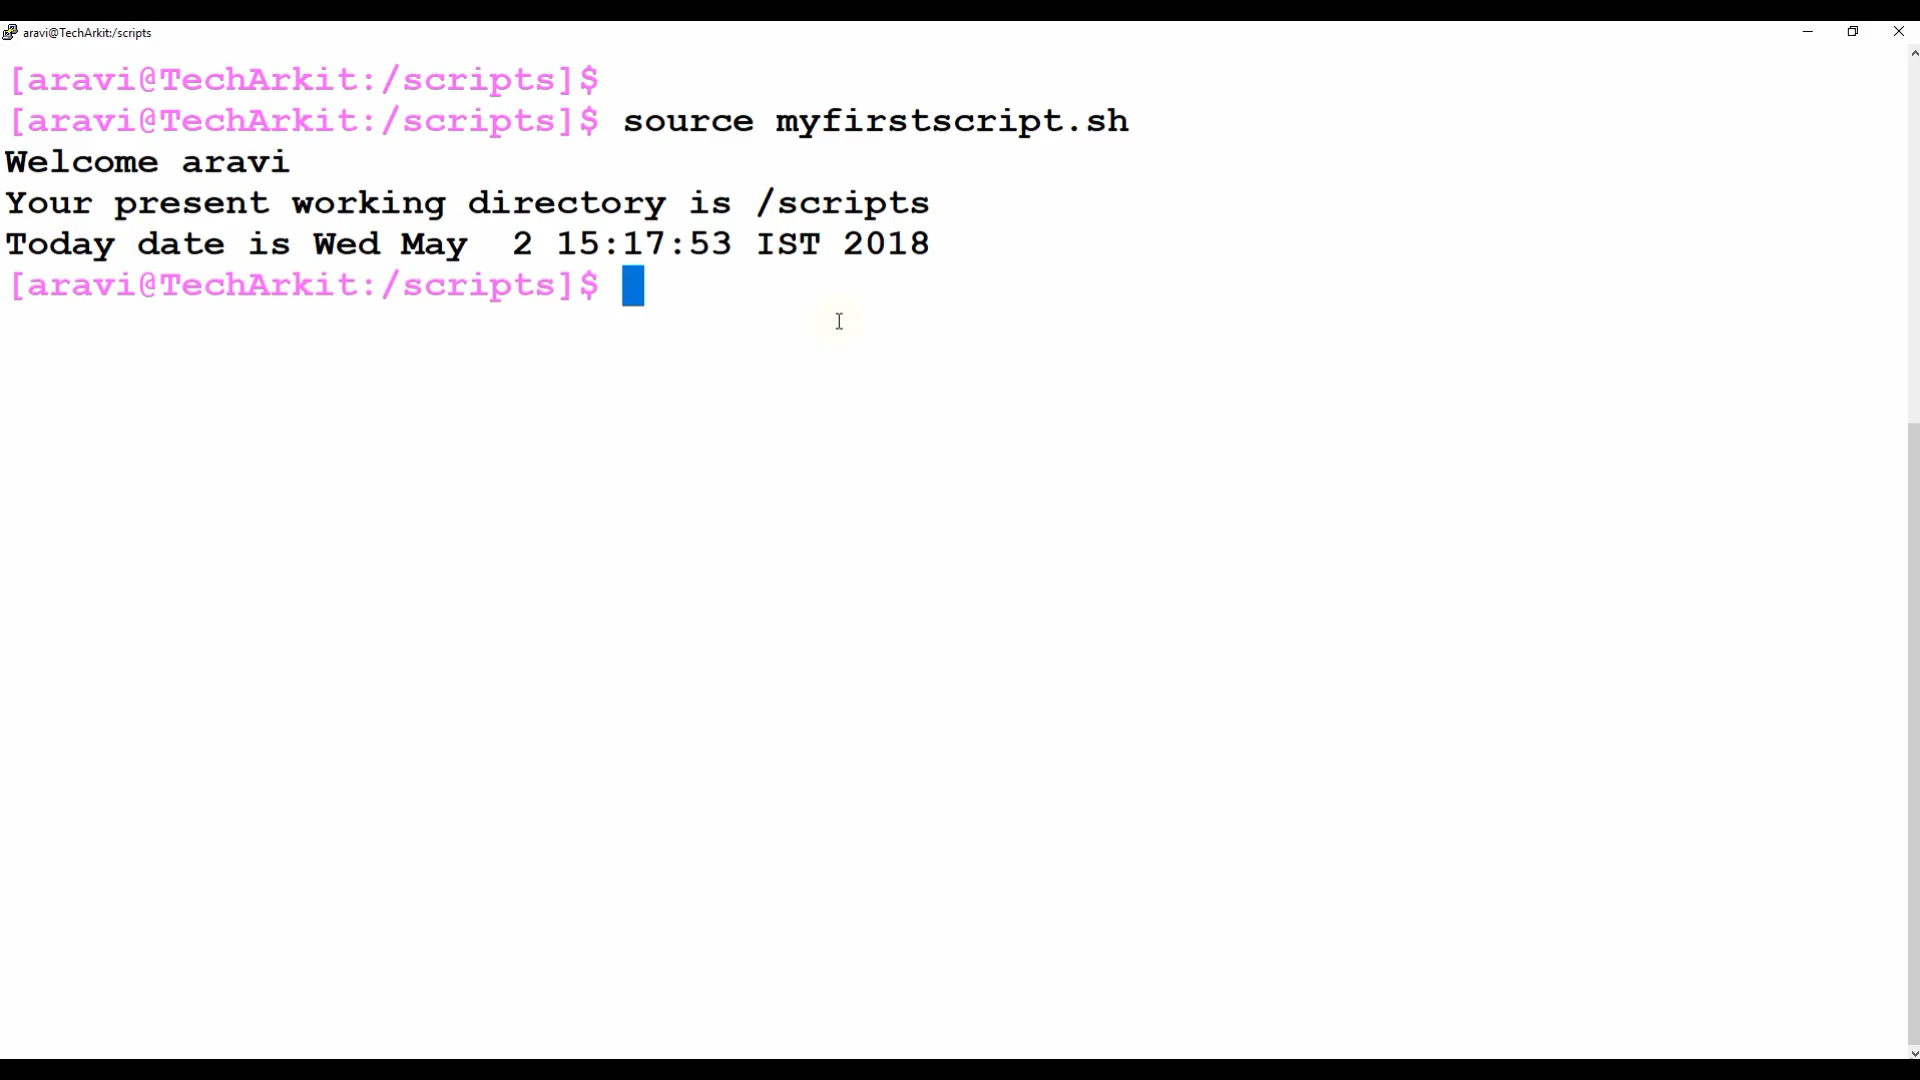 aravi@TechArkit:/scripts
[aravi@TechArkit:/scripts]$
[aravi@TechArkit:/scripts]$ source myfirstscript.sh
Welcome aravi
Your present working directory is /scripts
Today date is Wed May  2 15:17:53 IST 2018
[aravi@TechArkit:/scripts]$